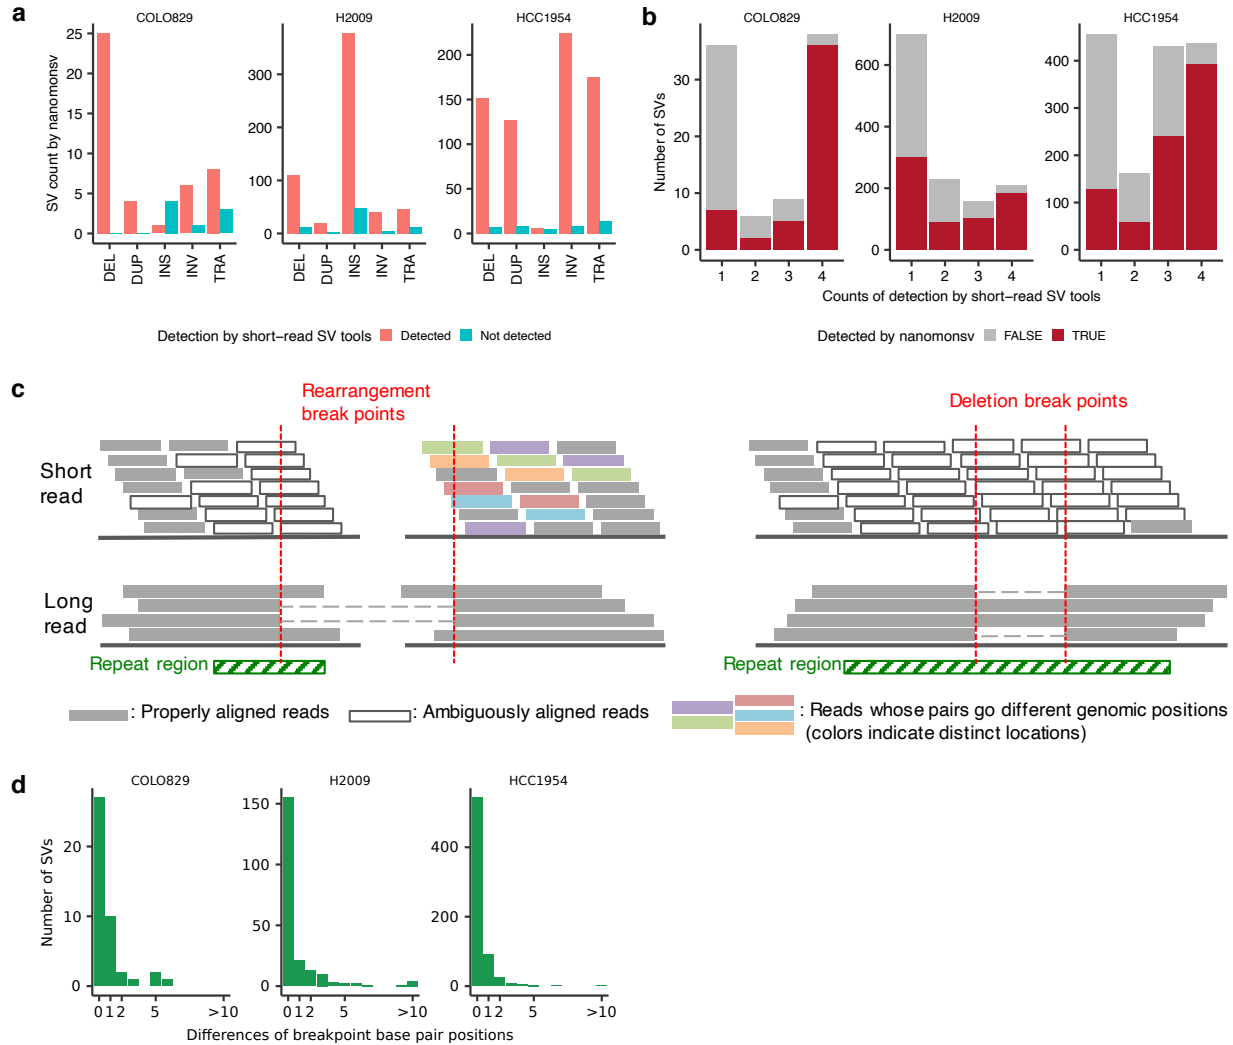 a
COLO829
H2009
HCC1954
SV count by nanomonsv
25
20
15
10
5
0
300
200
100
0
200
150
100
50
0
DEL
DUP
INS
INV
TRA
DEL
DUP
INS
INV
TRA
DEL
DUP
INS
INV
TRA
Detection by short−read SV tools
Detected
Not detected
b
COLO829
H2009
HCC1954
Number of SVs
30
20
10
0
600
400
200
0
400
300
200
100
0
1 2 3 4
1 2 3 4
1 2 3 4
Counts of detection by short−read SV tools
Detected by nanomonsv
FALSE
TRUE
c
Rearrangement
break points
Deletion break points
Short
read
Long
read
Repeat region
Repeat region
: Properly aligned reads
: Ambiguously aligned reads
: Reads whose pairs go different genomic positions
(colors indicate distinct locations)
d
COLO829
H2009
HCC1954
Number of SVs
20
10
0
150
100
50
0
400
200
0
0 1 2 5 >10
0 1 2 5 >10
0 1 2 5 >10
Differences of breakpoint base pair positions